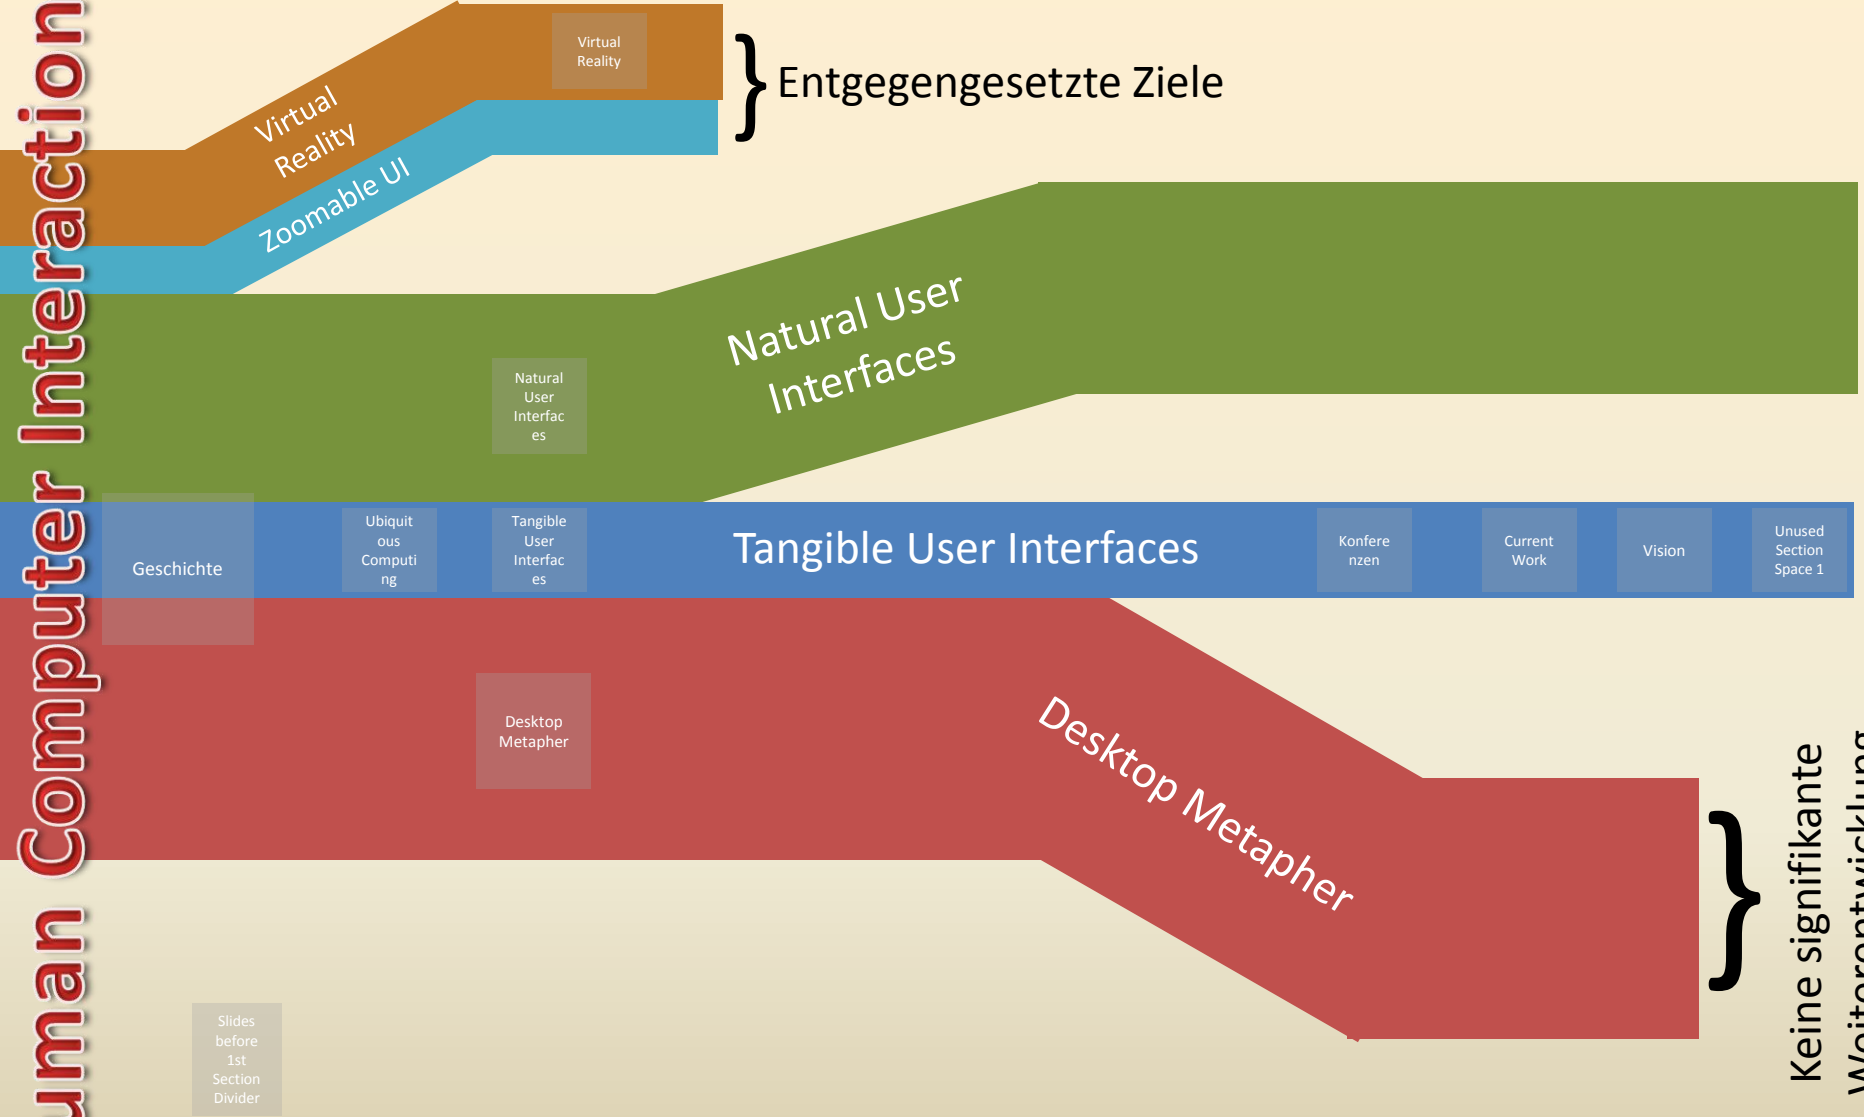 uman Computer Interaction
Virtual
Reality
Virtual
Reality
Zoomable UI
Entgegengesetzte Ziele
Natural User
Interfaces
Natural
User
Interfac
es
Geschichte
Ubiquit
ous
Computi
ng
Tangible
User
Interfac
es
Tangible User Interfaces
Konfere
nzen
Current
Work
Vision
Unused
Section
Space 1
Desktop
Metapher
Desktop Metapher
Keine signifikante
Weiterentwicklung
Slides
before
1st
Section
Divider